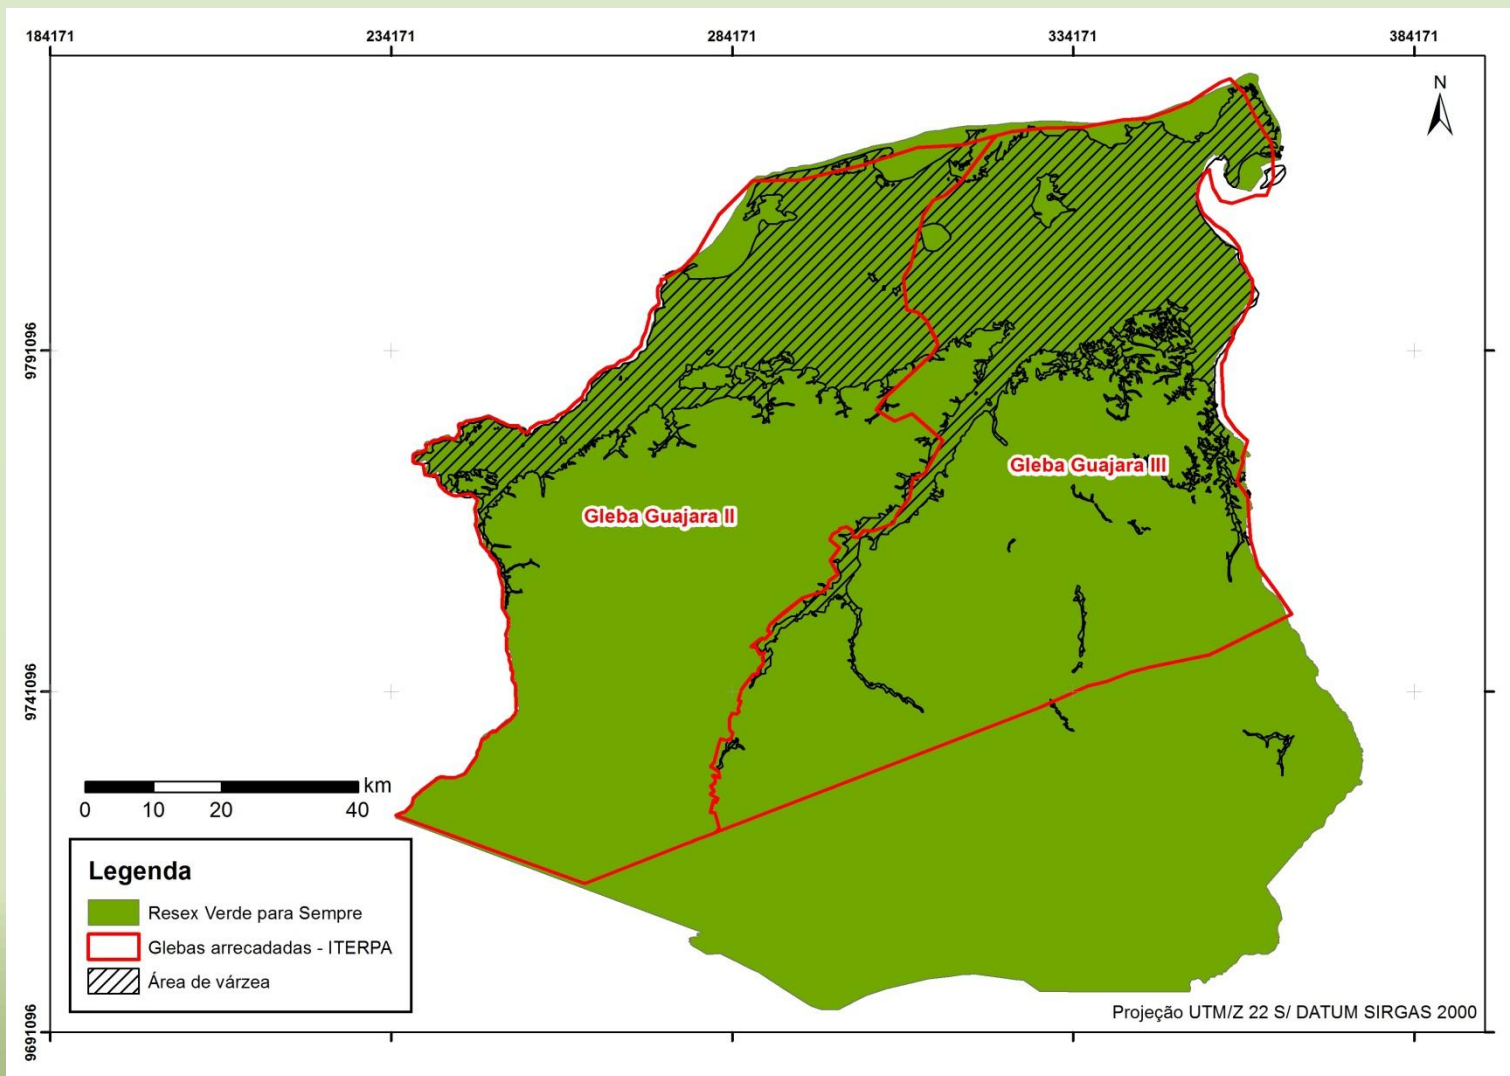 184171 234171 284171 334171 384171
N
9791096
Gleba Guajara III
Gleba Guajara II
9741096
km
0 10 20 40
Legenda
Resex Verde para Sempre
Glebas arrecadadas - ITERPA
Área de várzea
Projeção UTM/Z 22 S/ DATUM SIRGAS 2000
9691096